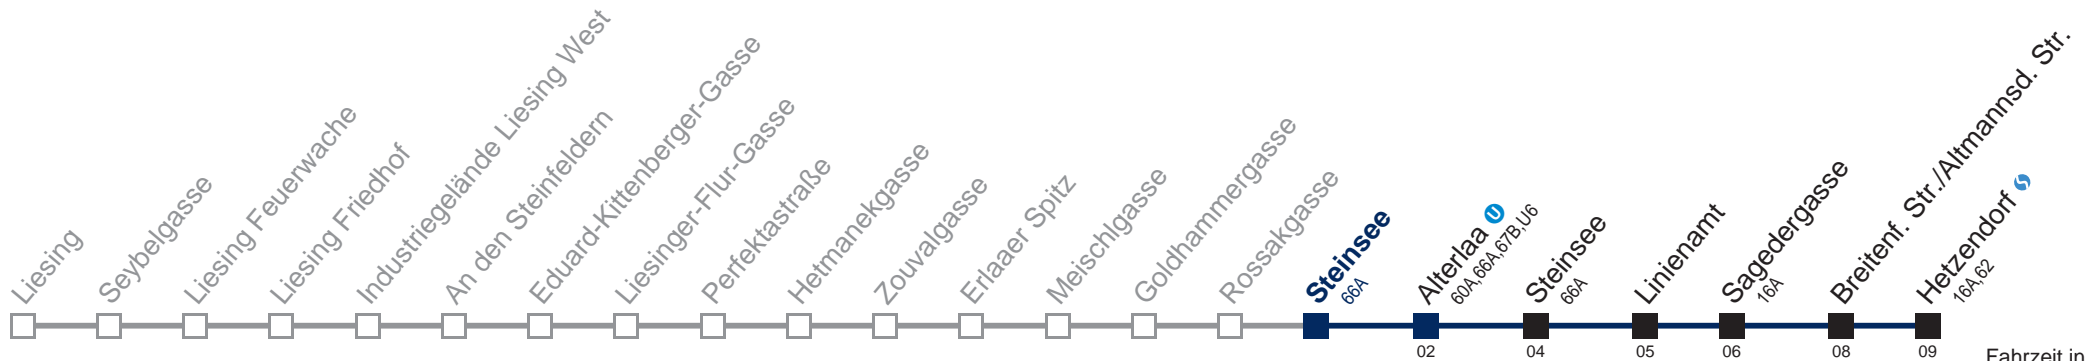 Liesing
Seybelgasse
Liesing Feuerwache
Liesing Friedhof
Industriegelände Liesing West
An den Steinfeldern
Eduard-Kittenberger-Gasse
Liesinger-Flur-Gasse
Perfektastraße
Hetmanekgasse
Zouvalgasse
Erlaaer Spitz
Meischlgasse
Goldhammergasse
Rossakgasse
Steinsee
66A
Alterlaa U
60A,66A,67B,U6
Steinsee
66A
Linienamt
Sagedergasse
16A
Breitenf. Str./Altmannsd. Str.
Hetzendorf S
16A,62
02 04 05 06 08 09
Fahrzeit in